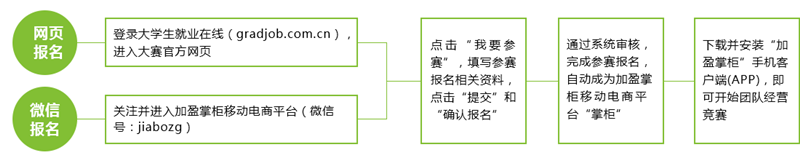 网页
报名
登录大学生就业在线（gradjob.com.cn），
进入大赛官方网页
微信
报名
关注并进入加盈掌柜移动电商平台（微信
号：jiabozg）
点击“我要参
赛”，填写参赛
报名相关资料，
点击“提交”和
“确认报名”
通过系统审核，
完成参赛报名，
自动成为加盈掌
柜移动电商平
台“掌柜”
下载并安装“加
盈掌柜”手机客
户端(APP)，即
可开始团队经营
竞赛